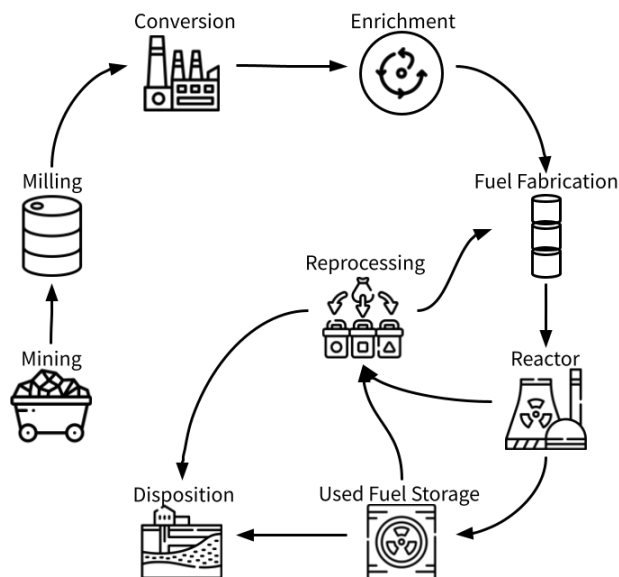 Conversion
Enrichment
Milling
Fuel Fabrication
Reprocessing
Mining
Reactor
Disposition
Used Fuel Storage